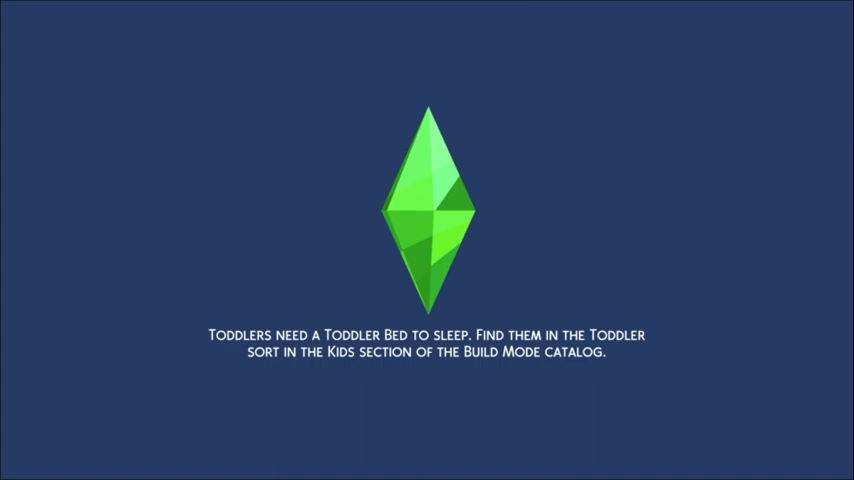 Toddlers need a Toddler Bed to sleep. Find them in the Toddler
sort in the Kids section of the Build Mode catalog.